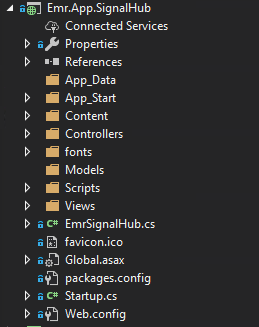 Emr.App.SignalHub
Connected Services
Properties
References
App_Data
App_Start
Content
Controllers
fonts
Models
Scripts
Views
C# EmrSignalHub.cs
favicon.ico
Global.asax
packages.config
C# Startup.cs
Web.config